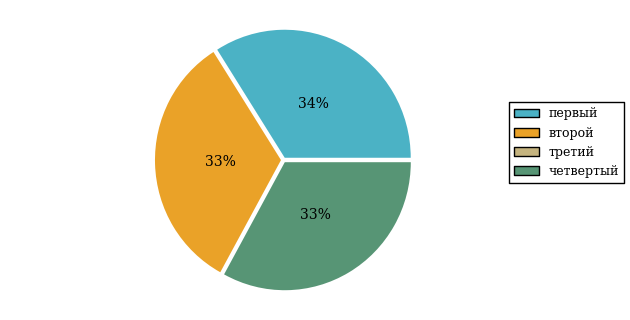 34%
33%
33%
первый
второй
третий
четвертый